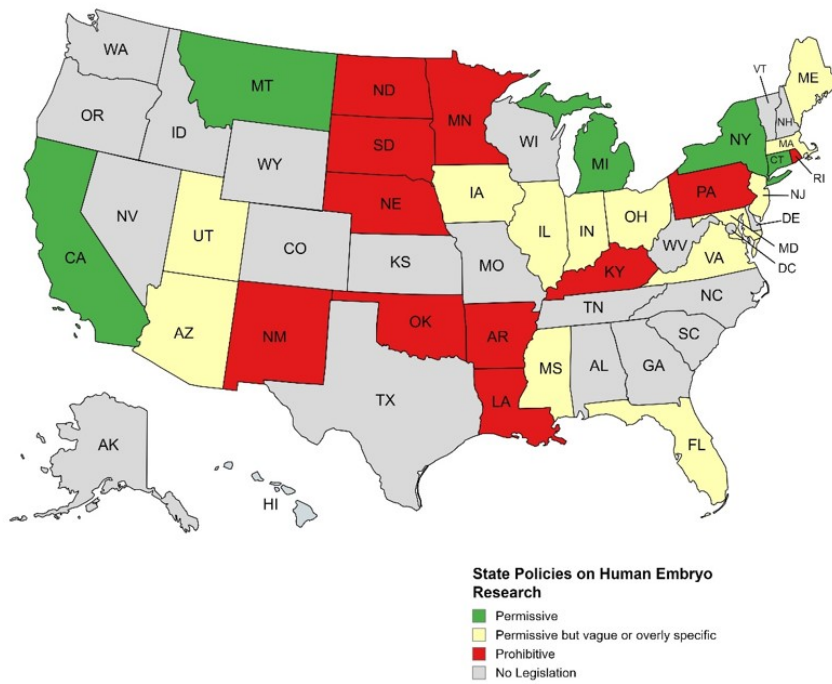 WA
OR
ID
MT
ND
MN
WI
MI
NY
VT
NH
ME
MA
CT
RI
NJ
DE
MD
DC
PA
SD
WY
NE
IA
IL
IN
OH
WV
VA
NV
UT
CO
KS
MO
KY
CA
AZ
NM
OK
AR
TN
NC
SC
TX
LA
MS
AL
GA
FL
AK
HI
State Policies on Human Embryo
Research
Permissive
Permissive but vague or overly specific
Prohibitive
No Legislation